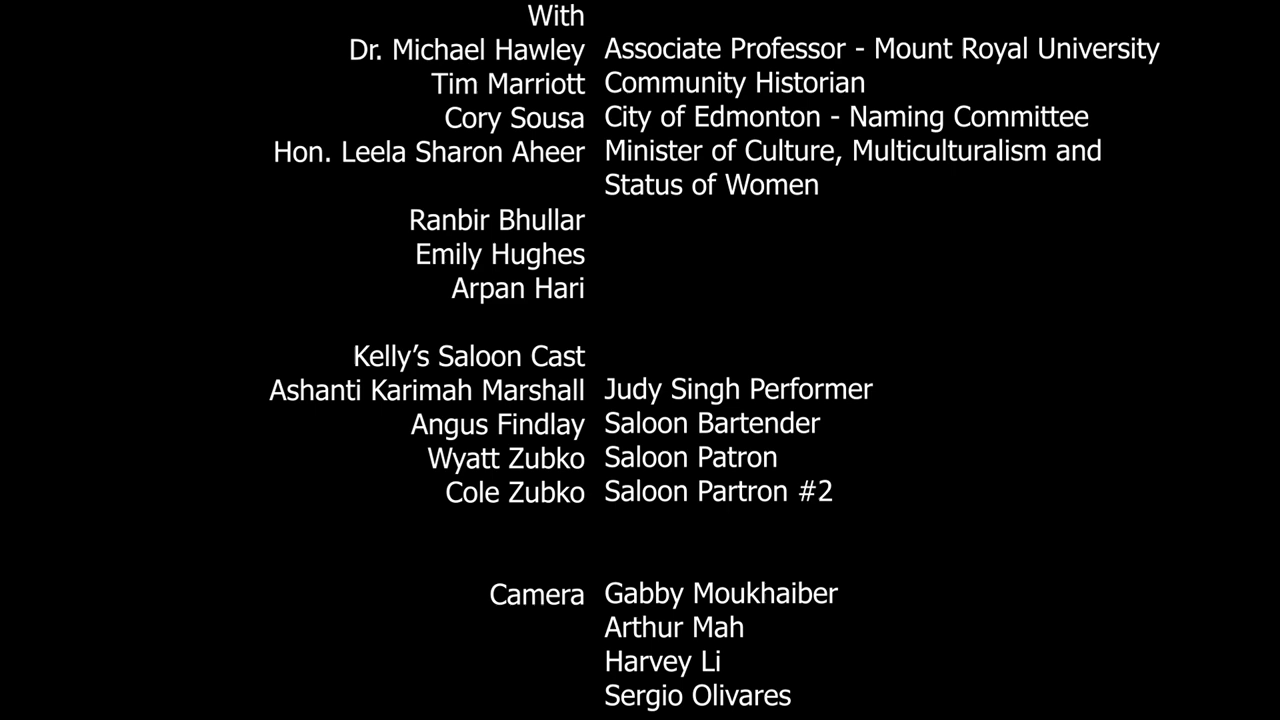 With
Dr. Michael Hawley Associate Professor - Mount Royal University
Tim Marriott Community Historian
Cory Sousa City of Edmonton - Naming Committee
Hon. Leela Sharon Aheer Minister of Culture, Multiculturalism and
Status of Women
Ranbir Bhullar
Emily Hughes
Arpan Hari
Kelly’s Saloon Cast
Ashanti Karimah Marshall Judy Singh Performer
Angus Findlay Saloon Bartender
Wyatt Zubko Saloon Patron
Cole Zubko Saloon Partron #2
Camera Gabby Moukhaiber
Arthur Mah
Harvey Li
Sergio Olivares